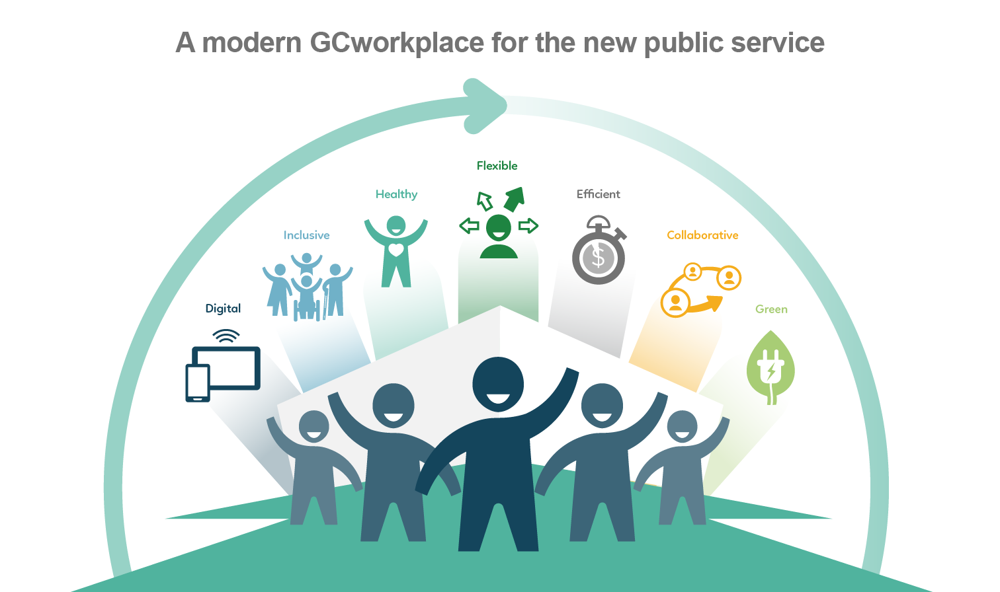 A modern GCworkplace for the new public service
Flexible
Healthy
Efficient
Inclusive
Collaborative
Digital
Green
$